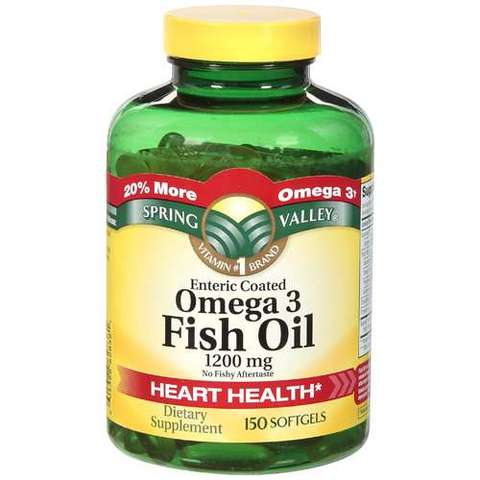 20% More Omega 3†
SPRING VALLEY®
VITAMIN #1 BRAND
Enteric Coated
Omega 3
Fish Oil
1200 mg
No Fishy Aftertaste
HEART HEALTH*
Dietary
Supplement
150 SOFTGELS